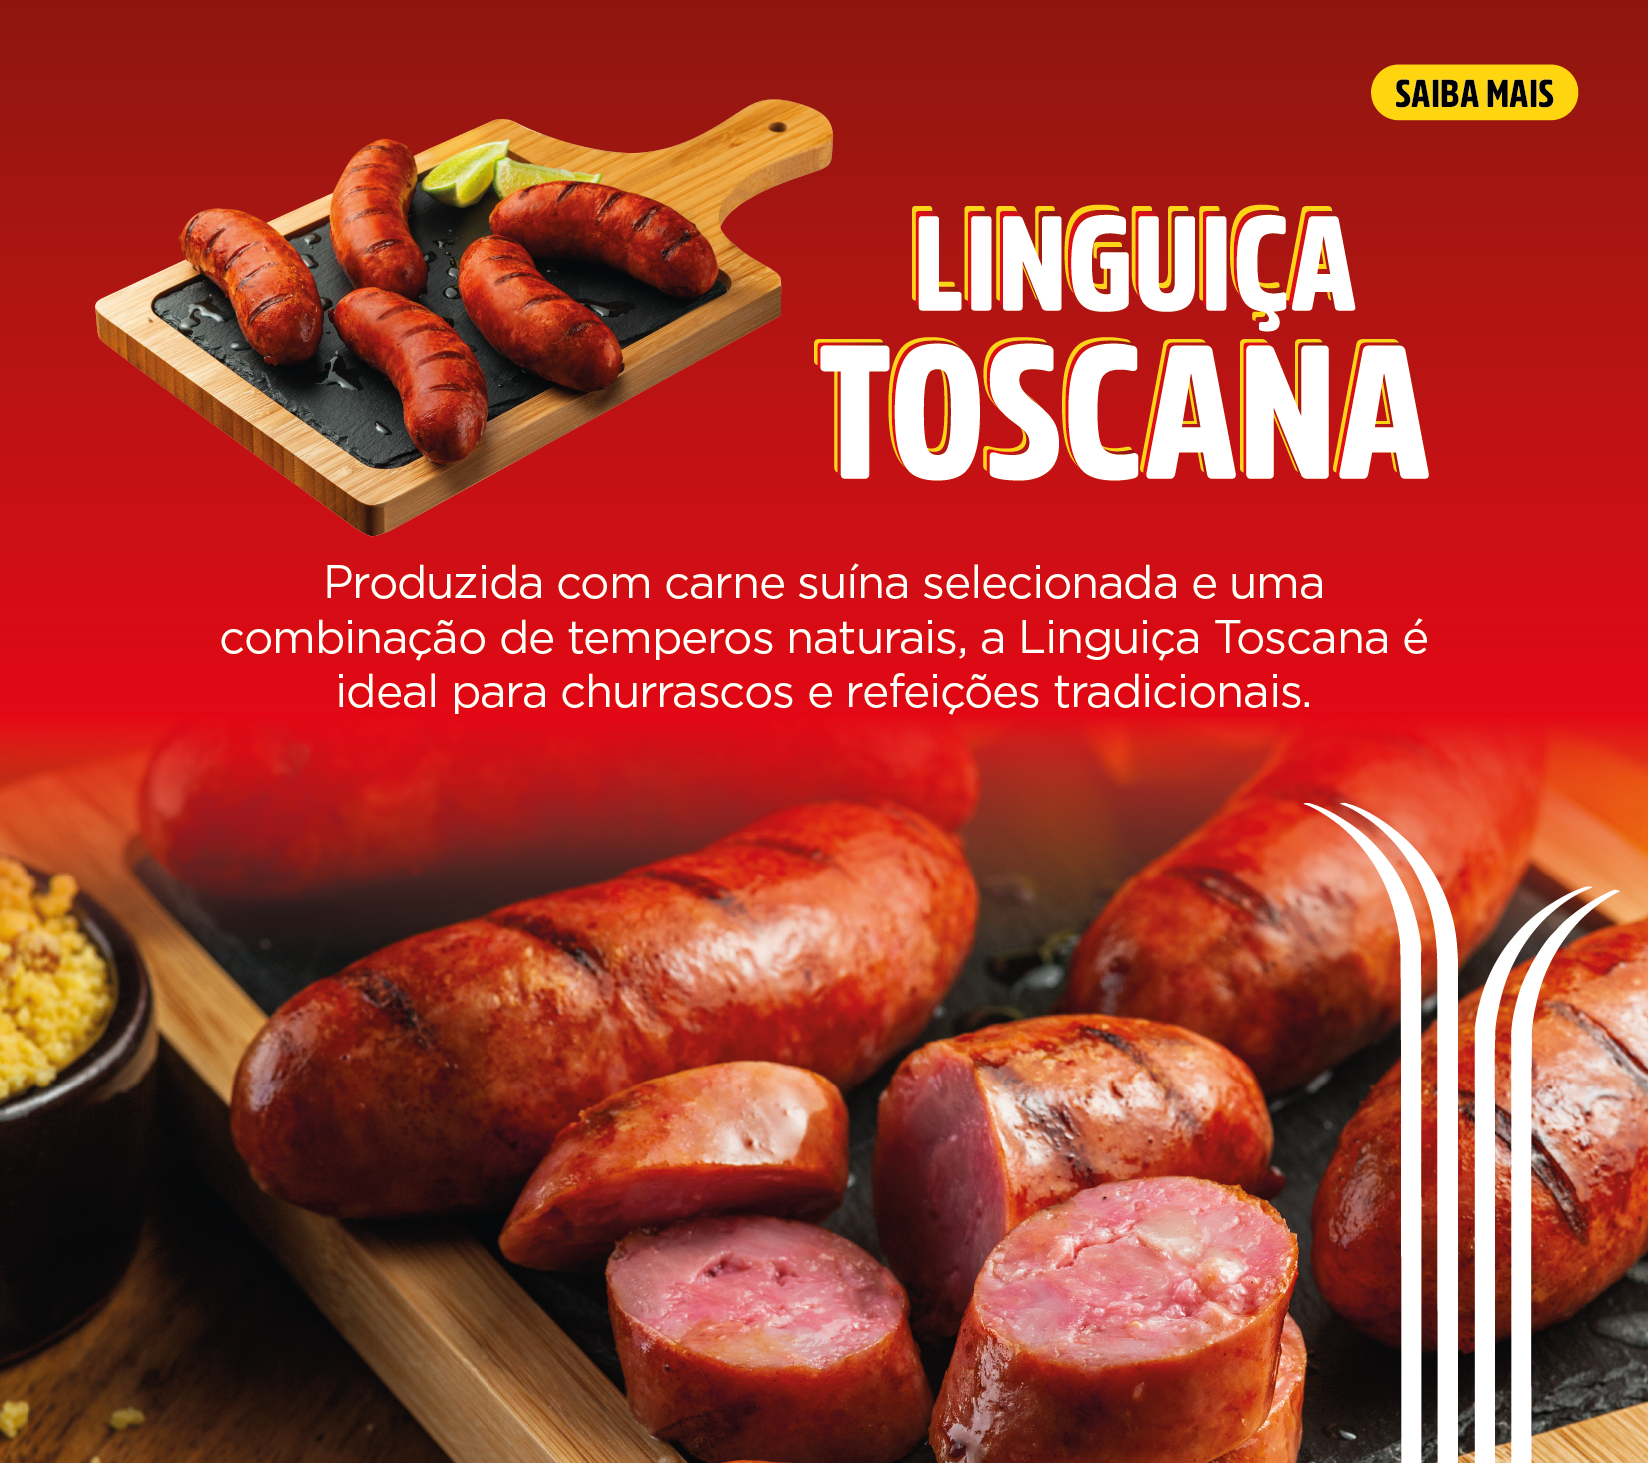 SAIBA MAIS
LINGUIÇA
TOSCANA
Produzida com carne suína selecionada e uma
combinação de temperos naturais, a Linguiça Toscana é
ideal para churrascos e refeições tradicionais.